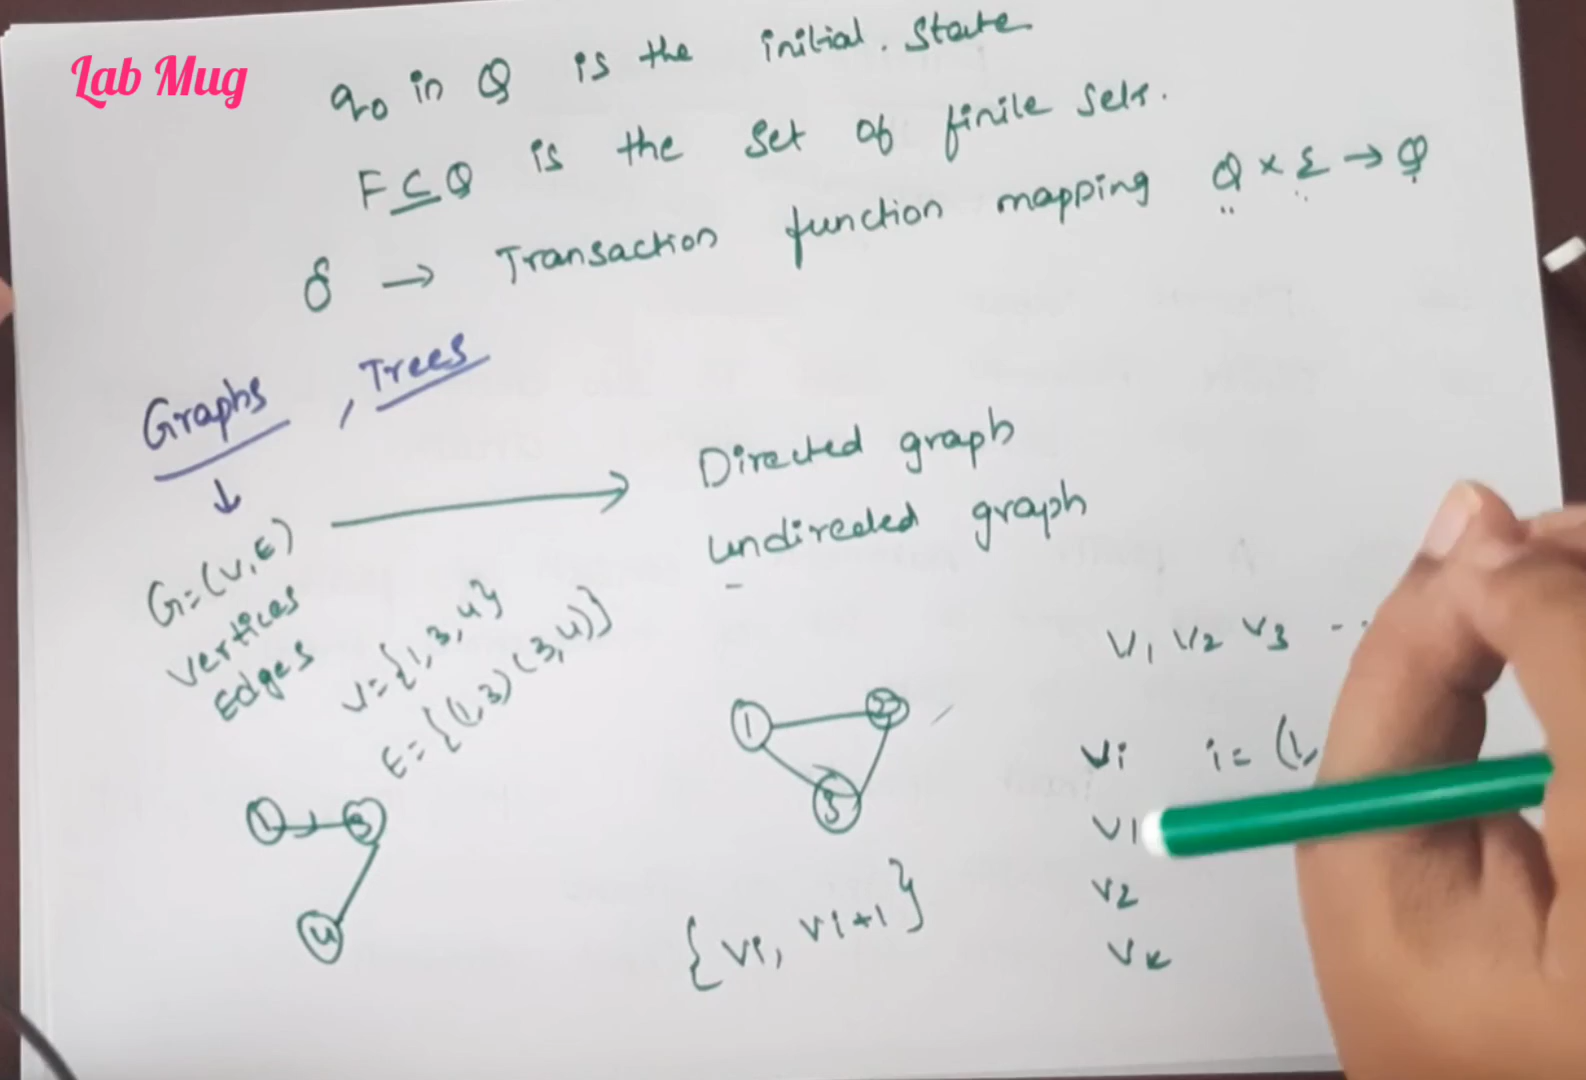 Lab Mug
q0 in Q is the initial. State
F ⊆ Q is the set of finite sets.
δ → Transaction function mapping Q × Σ → Q
Graphs, Trees
↓
G=(V,E) → Directed graph
undirected graph
vertices
Edges
V={1,3,4}
E={(1,3)(3,4)}
1 3
4
1 2
3
{vi, vi+1}
V1 V2 V3 - -
Vi i= (1,
V1
V2
VK